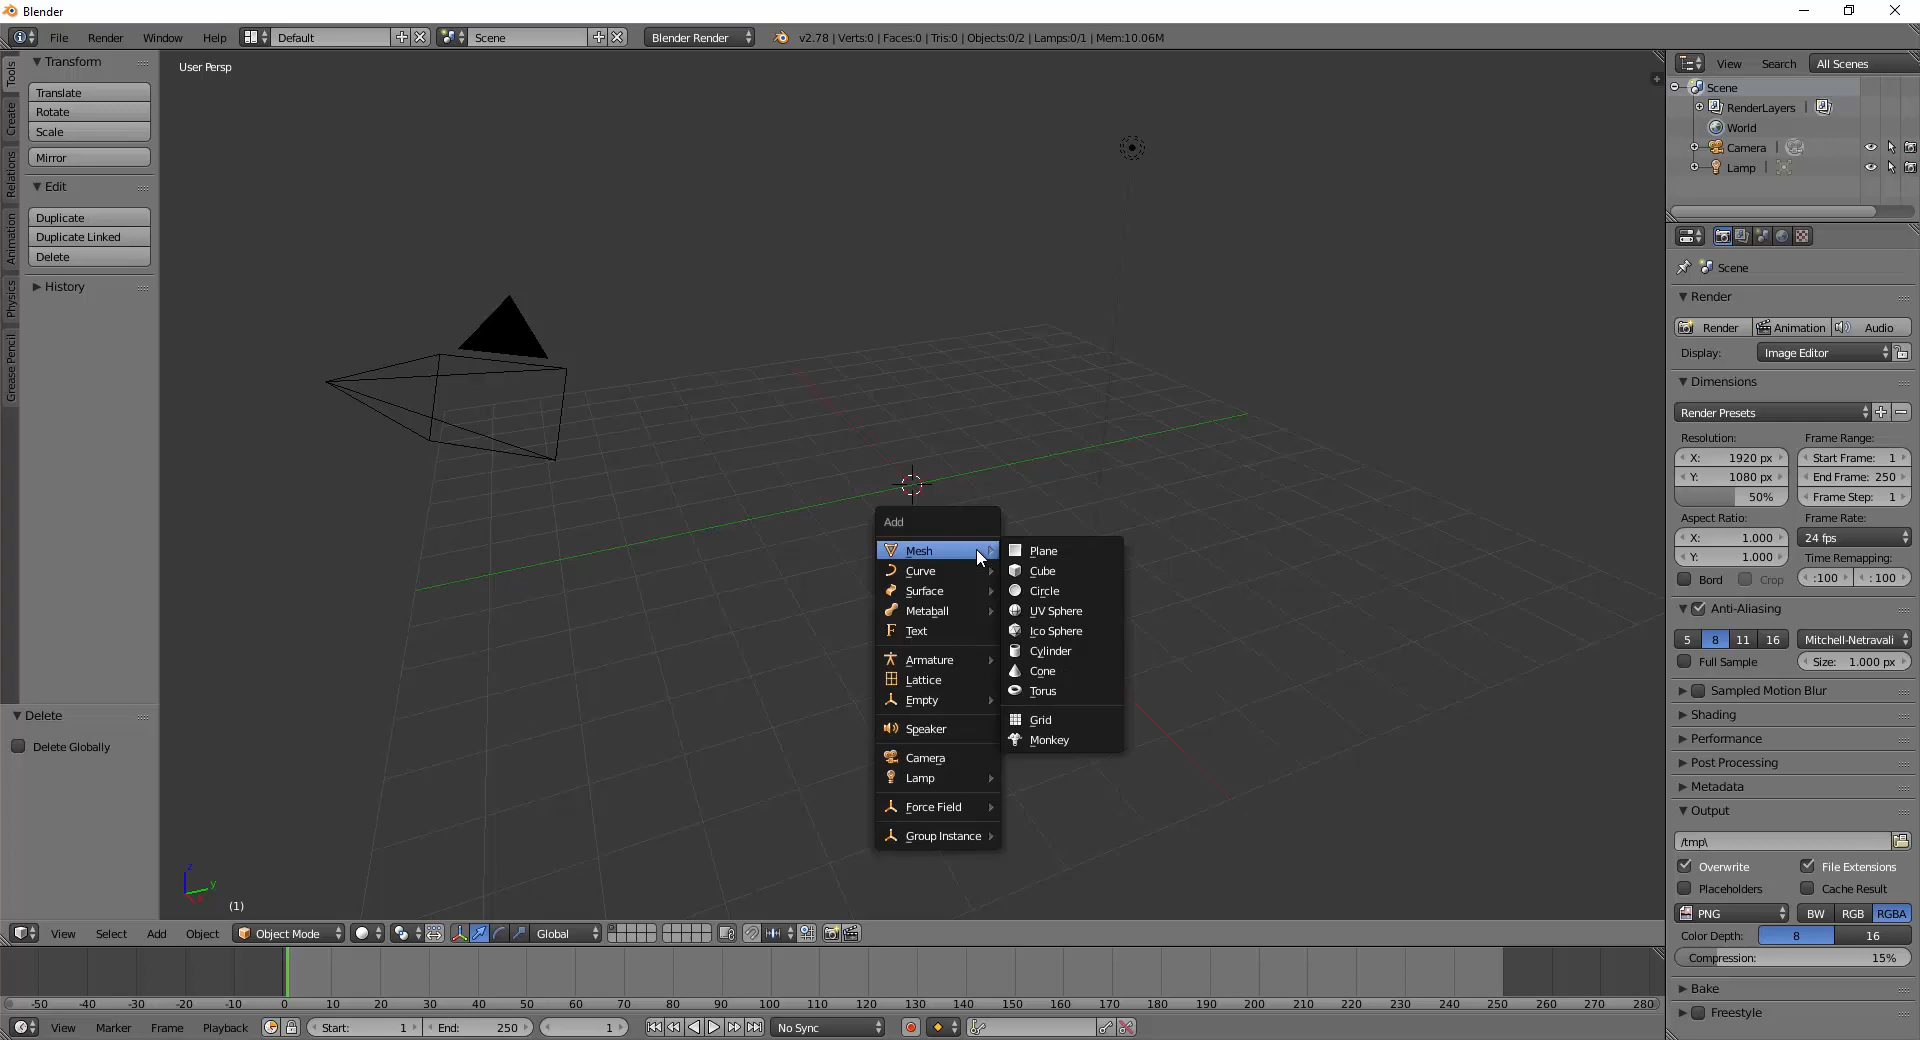 Blender
File Render Window Help Default Scene Blender Render v2.78 | Verts:0 | Faces:0 | Tris:0 | Objects:0/2 | Lamps:0/1 | Mem:10.06M
Tools
Create
Relations
Animation
Physics
Grease Pencil
Transform
Translate
Rotate
Scale
Mirror
Edit
Duplicate
Duplicate Linked
Delete
History
Delete
Delete Globally
User Persp
Add
Mesh
Curve
Surface
Metaball
Text
Armature
Lattice
Empty
Speaker
Camera
Lamp
Force Field
Group Instance
Plane
Cube
Circle
UV Sphere
Ico Sphere
Cylinder
Cone
Torus
Grid
Monkey
z
y
x
(1)
View Select Add Object Object Mode Global
-50 -40 -30 -20 -10 0 10 20 30 40 50 60 70 80 90 100 110 120 130 140 150 160 170 180 190 200 210 220 230 240 250 260 270 280
View Marker Frame Playback Start: 1 End: 250 1 No Sync
View Search All Scenes
Scene
RenderLayers |
World
Camera |
Lamp |
Scene
Render
Render Animation Audio
Display: Image Editor
Dimensions
Render Presets
Resolution: Frame Range:
X: 1920 px Start Frame: 1
Y: 1080 px End Frame: 250
50% Frame Step: 1
Aspect Ratio: Frame Rate:
X: 1.000 24 fps
Y: 1.000 Time Remapping:
Bord Crop :100 : 100
Anti-Aliasing
5 8 11 16 Mitchell-Netravali
Full Sample Size: 1.000 px
Sampled Motion Blur
Shading
Performance
Post Processing
Metadata
Output
/tmp\
Overwrite File Extensions
Placeholders Cache Result
PNG BW RGB RGBA
Color Depth: 8 16
Compression: 15%
Bake
Freestyle